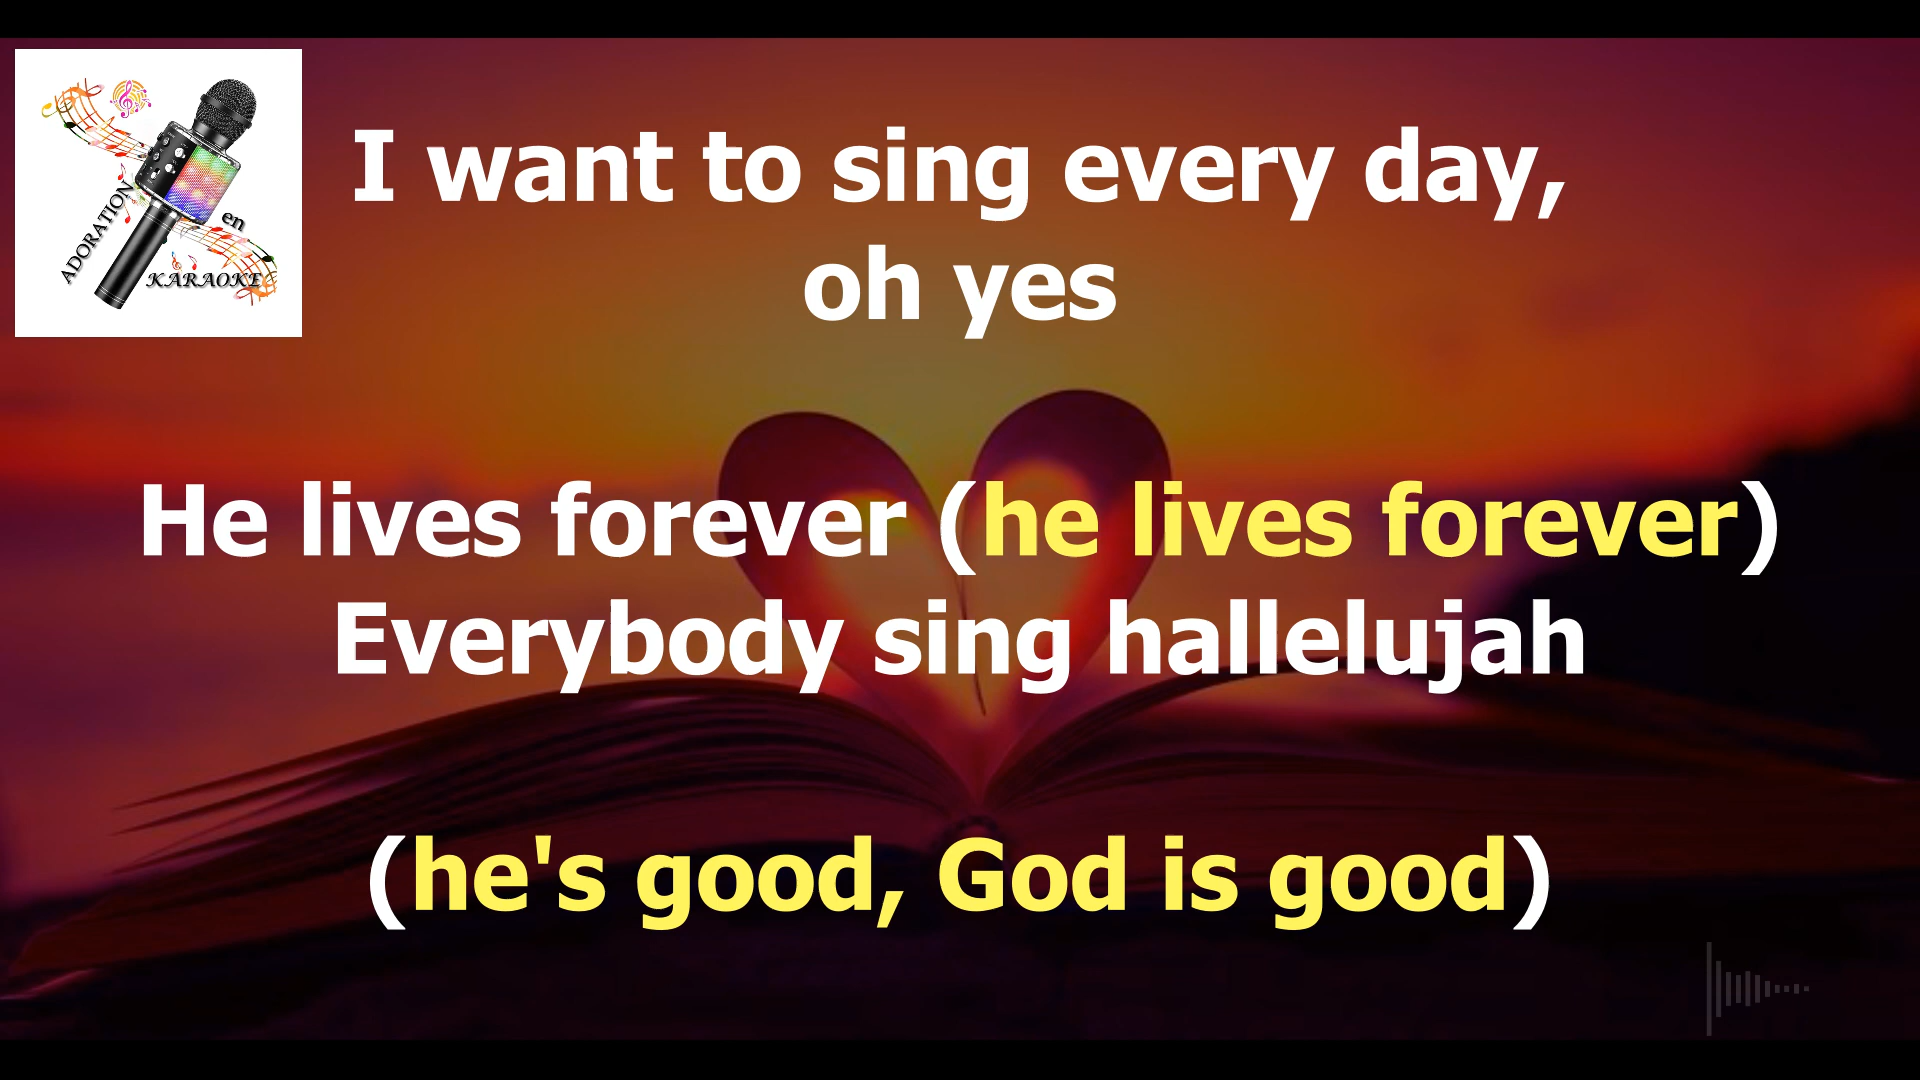 ADORATION
en
KARAOKE
I want to sing every day,
oh yes
He lives forever (he lives forever)
Everybody sing hallelujah
(he's good, God is good)